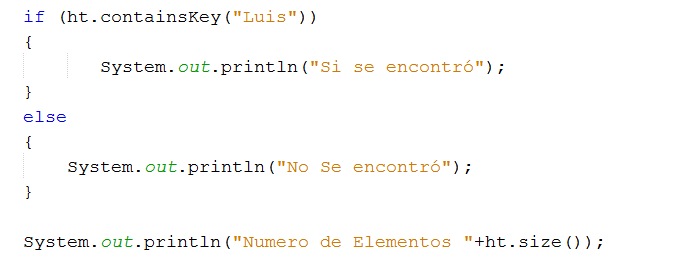 if (ht.containsKey("Luis"))
{
System.out.println("Si se encontró");
}
else
{
System.out.println("No Se encontró");
}
System.out.println("Numero de Elementos "+ht.size());